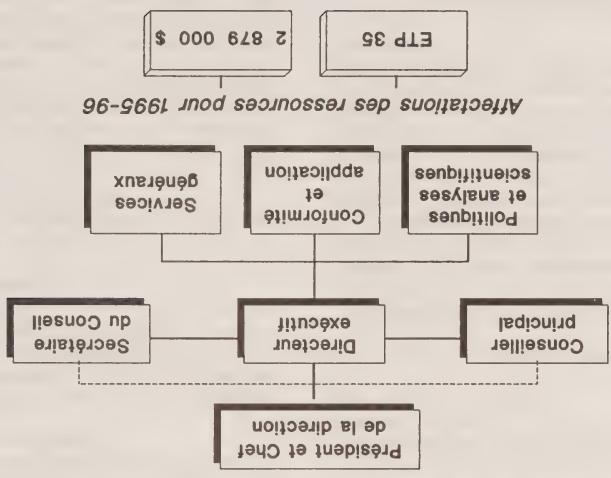 Président et Chef
de la direction
Conseiller
principal
Directeur
exécutif
Secrétaire
du Conseil
Politiques
et analyses
scientifiques
Conformité
et
application
Services
généraux
Affectations des ressources pour 1995-96
ETP 35
2 879 000 $